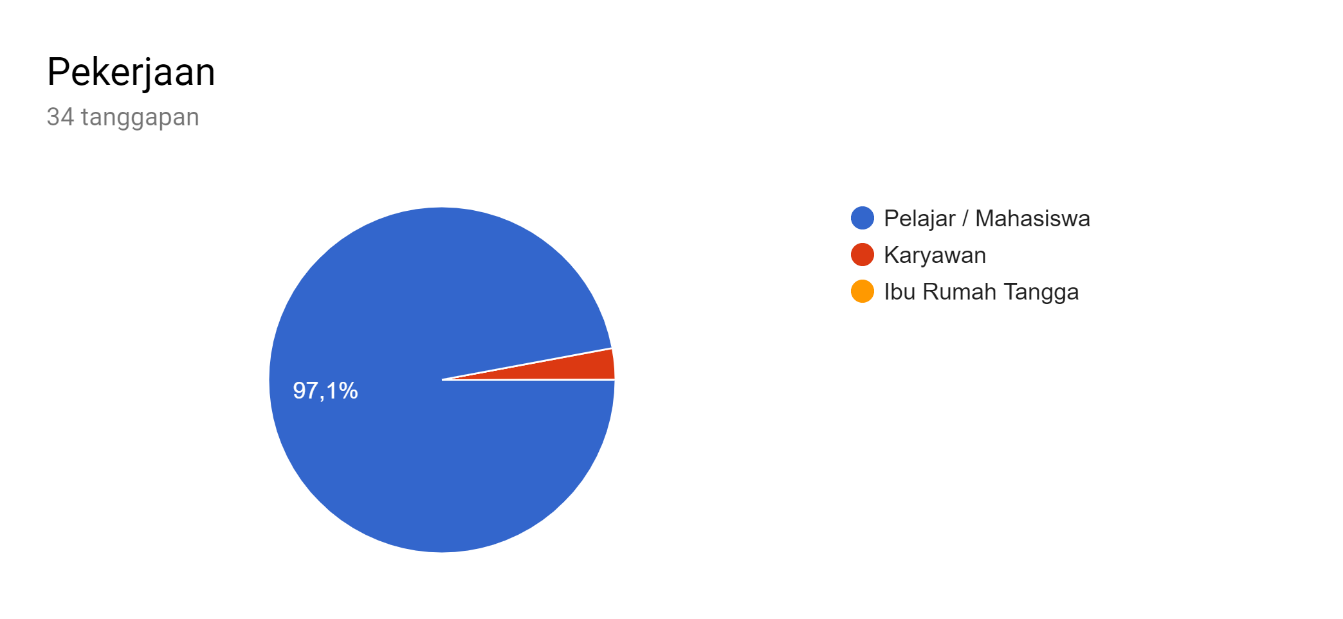 Pekerjaan
34 tanggapan
Pelajar / Mahasiswa
Karyawan
Ibu Rumah Tangga
97,1%